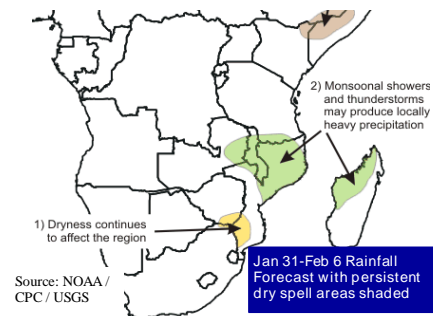 2) Monsoonal showers
and thunderstorms
may produce locally
heavy precipitation
1) Dryness continues
to affect the region
Jan 31-Feb 6 Rainfall
Forecast with persistent
dry spell areas shaded
Source: NOAA /
CPC / USGS